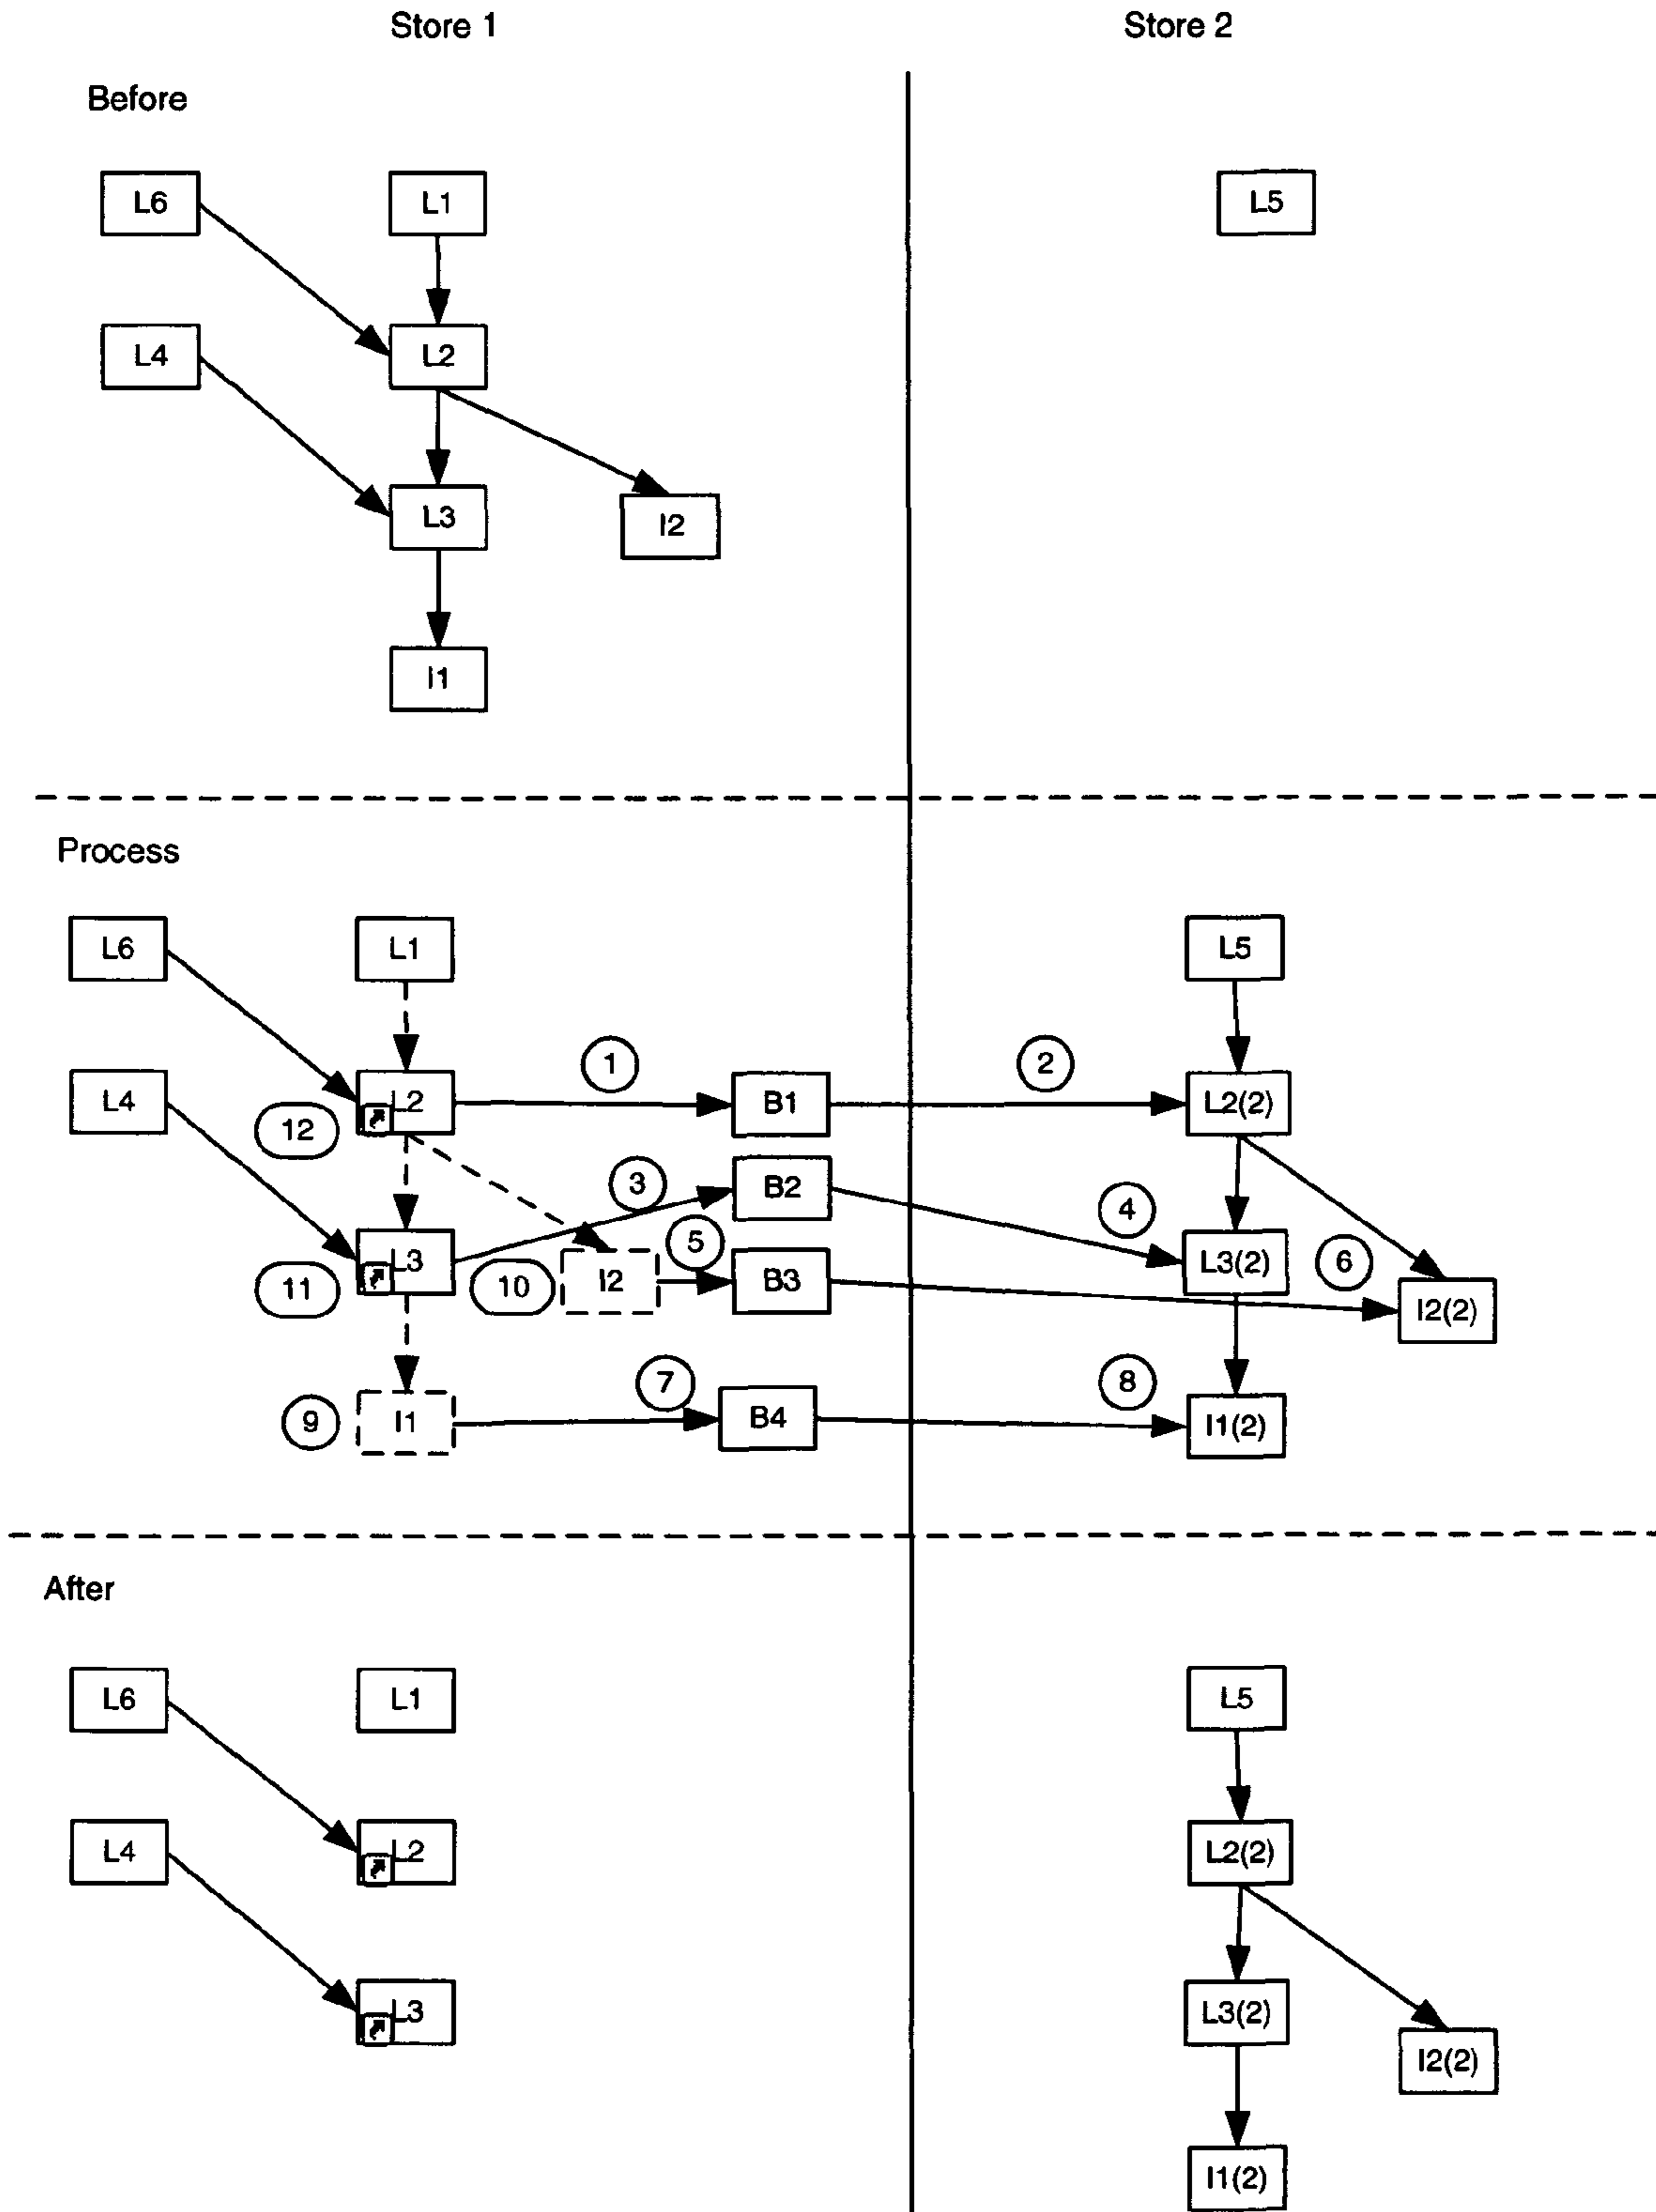 Store 1
Store 2
Before
L6
L1
L5
L4
L2
L3
I2
I1
Process
L6
L1
L5
1
2
L4
L2
B1
L2(2)
12
3
B2
4
L3
5
L3(2)
6
11
10
I2
B3
I2(2)
7
8
9
I1
B4
I1(2)
After
L6
L1
L5
L4
L2
L2(2)
L3
L3(2)
I2(2)
I1(2)